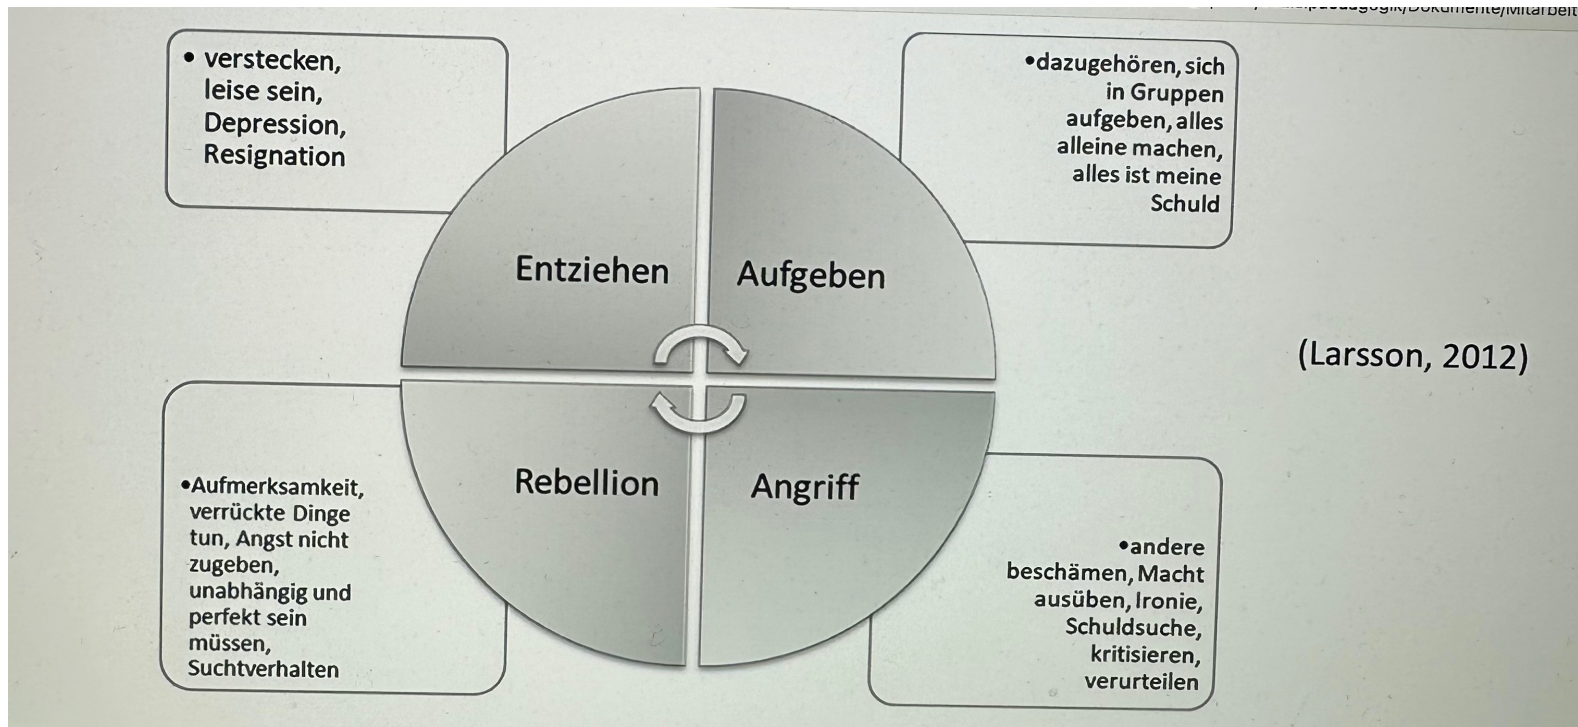 • verstecken,
leise sein,
Depression,
Resignation
•dazugehören, sich
in Gruppen
aufgeben, alles
alleine machen,
alles ist meine
Schuld
Entziehen
Aufgeben
(Larsson, 2012)
Rebellion
Angriff
•Aufmerksamkeit,
verrückte Dinge
tun, Angst nicht
zugeben,
unabhängig und
perfekt sein
müssen,
Suchtverhalten
•andere
beschämen, Macht
ausüben, Ironie,
Schuldsuche,
kritisieren,
verurteilen